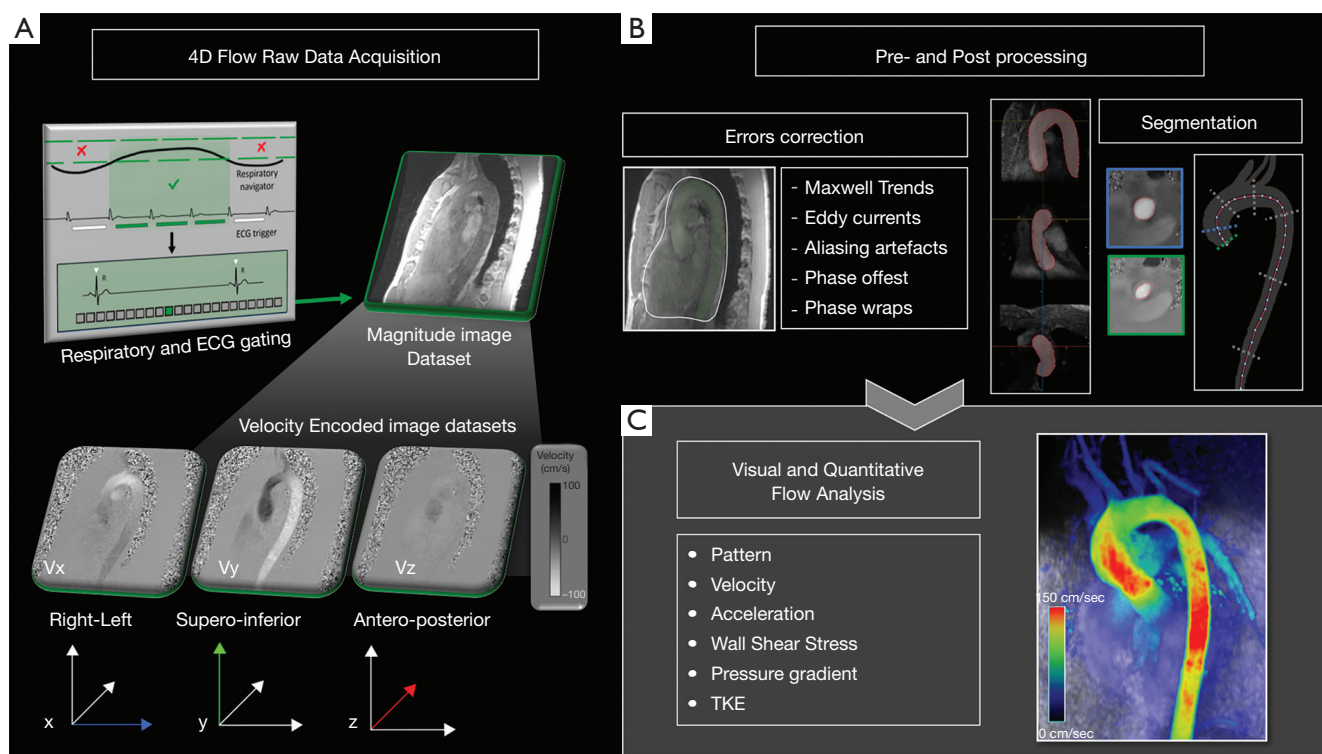 A
4D Flow Raw Data Acquisition
Respiratory
navigator
ECG trigger
R
R
Respiratory and ECG gating
Magnitude image
Dataset
Velocity Encoded image datasets
Velocity
(cm/s)
100
0
-100
Vx
Vy
Vz
Right-Left
Supero-inferior
Antero-posterior
x
y
z
B
Pre- and Post processing
Errors correction
- Maxwell Trends
- Eddy currents
- Aliasing artefacts
- Phase offest
- Phase wraps
Segmentation
C
Visual and Quantitative
Flow Analysis
• Pattern
• Velocity
• Acceleration
• Wall Shear Stress
• Pressure gradient
• TKE
150 cm/sec
0 cm/sec